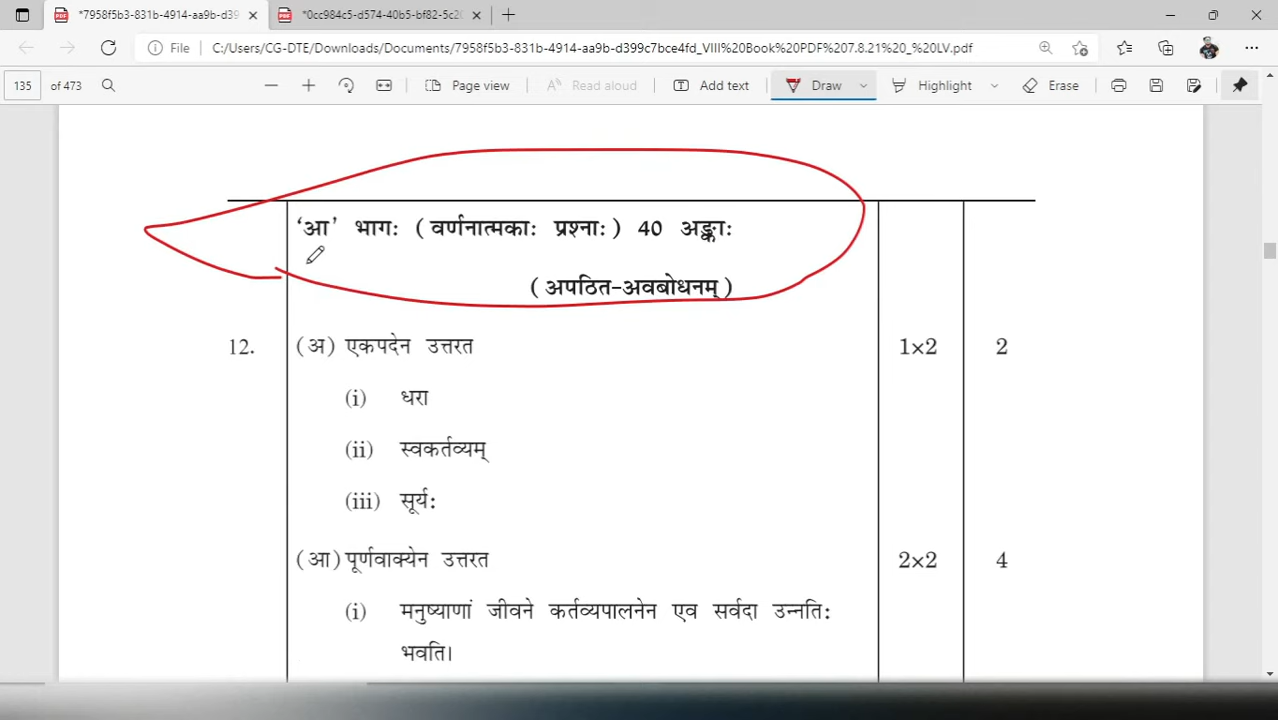 *7958f5b3-831b-4914-aa9b-d39
*0cc984c5-d574-40b5-bf82-5c20
File C:/Users/CG-DTE/Downloads/Documents/7958f5b3-831b-4914-aa9b-d399c7bce4fd_VIII%20Book%20PDF%207.8.21%20_%20LV.pdf
135 of 473 Page view Read aloud Add text Draw Highlight Erase
‘आ’ भागः (वर्णनात्मकाः प्रश्नाः) 40 अङ्काः
(अपठित-अवबोधनम्)
12. (अ) एकपदेन उत्तरत 1×2 2
(i) धरा
(ii) स्वकर्तव्यम्
(iii) सूर्यः
(आ) पूर्णवाक्येन उत्तरत 2×2 4
(i) मनुष्याणां जीवने कर्तव्यपालनेन एव सर्वदा उन्नतिः
भवति।